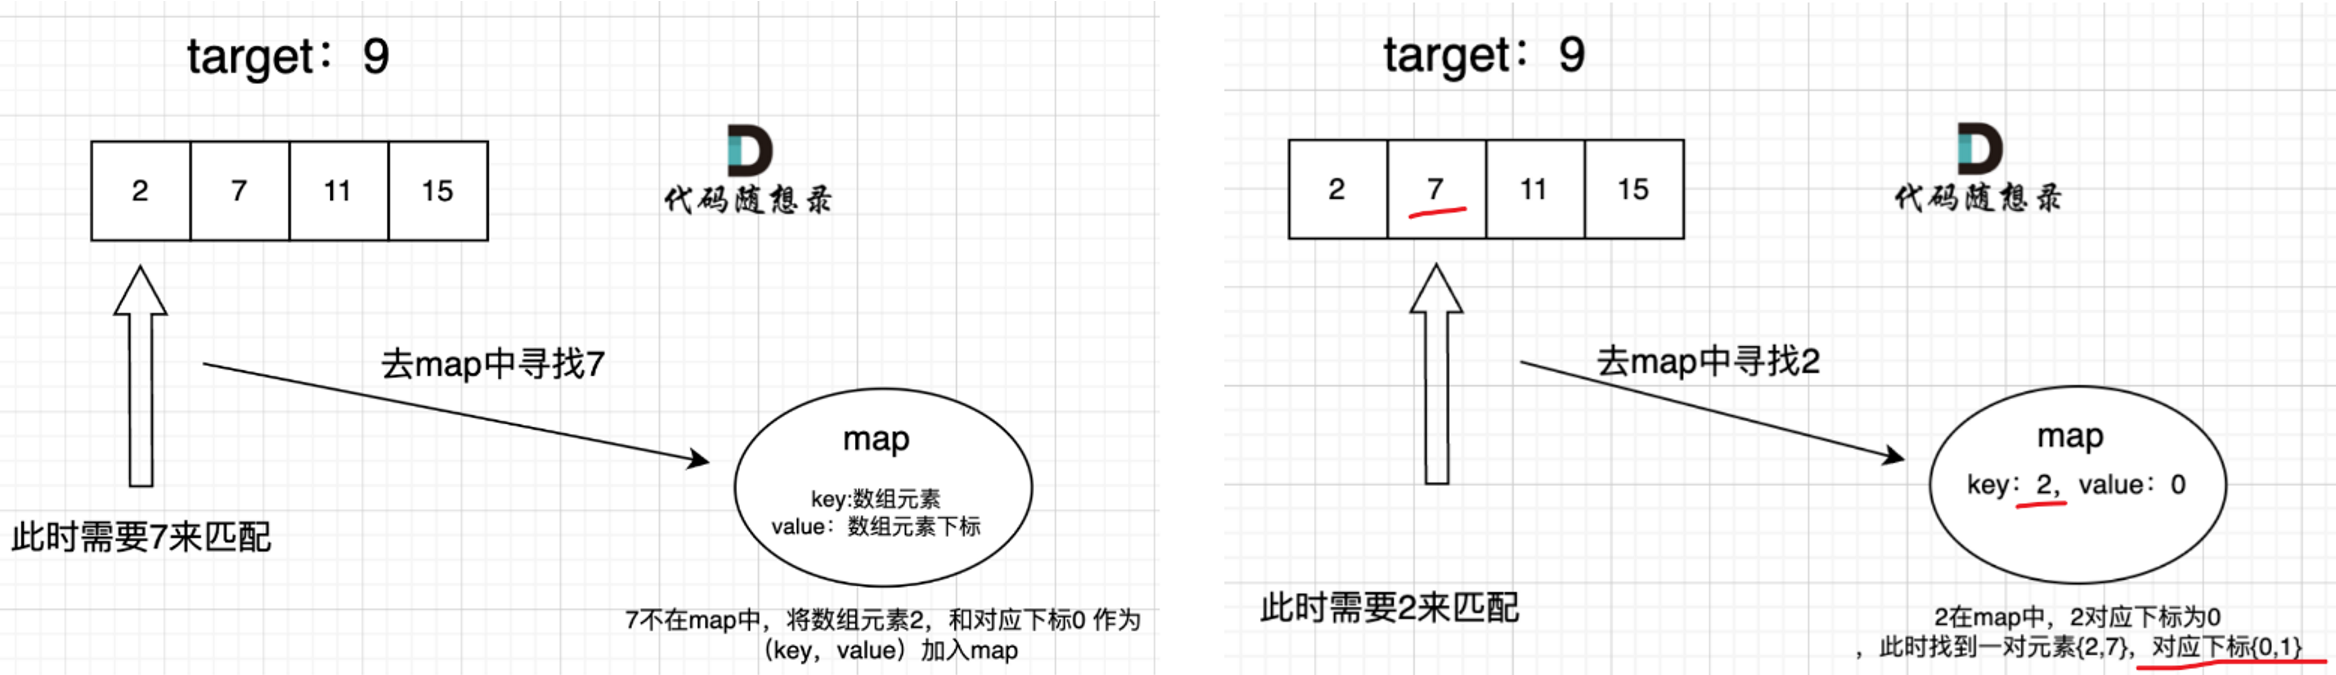 target：9
2 7 11 15
代码随想录
去map中寻找7
map
key:数组元素
value：数组元素下标
此时需要7来匹配
7不在map中，将数组元素2，和对应下标0 作为
（key，value）加入map
target：9
2 7 11 15
代码随想录
去map中寻找2
map
key：2，value：0
此时需要2来匹配
2在map中，2对应下标为0
，此时找到一对元素{2,7}，对应下标{0,1}